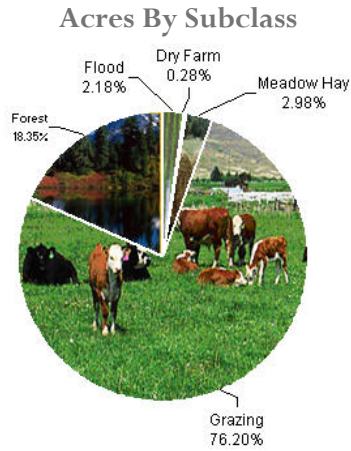 Acres By Subclass
Flood
2.18%
Dry Farm
0.28%
Meadow Hay
2.98%
Forest
18.35%
Grazing
76.20%